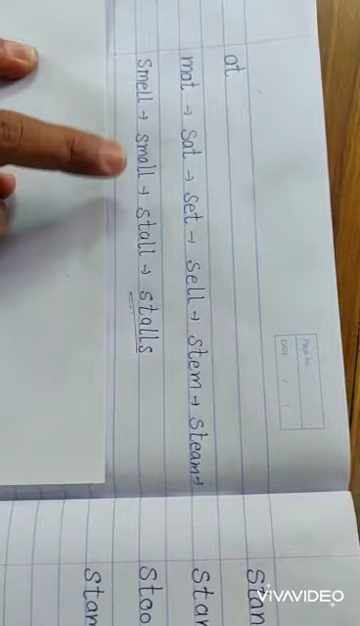 Page No.
Date:
at
mat → sat → set → sell → stem → steam →
smell → small → stall → stalls
Stan
Star
Stoo
Stam
VIVAVIDEO